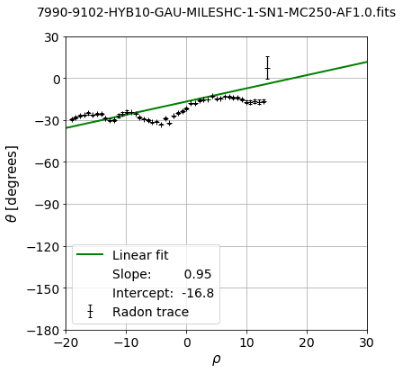 7990-9102-HYB10-GAU-MILESHC-1-SN1-MC250-AF1.0.fits
30
0
−30
−60
−90
−120
−150
−180
θ [degrees]
Linear fit
Slope: 0.95
Intercept: -16.8
Radon trace
−20 −10 0 10 20 30
ρ